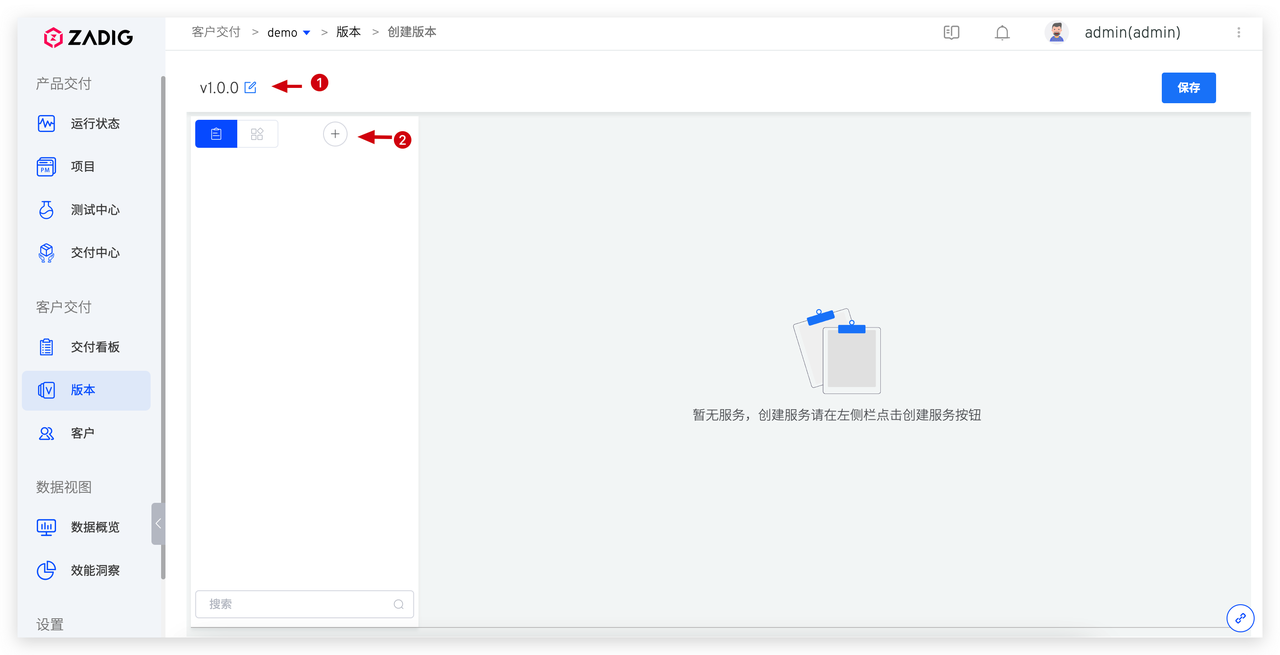 ZADIG
客户交付 > demo > 版本 > 创建版本
admin(admin)
产品交付
运行状态
PM
项目
测试中心
交付中心
客户交付
交付看板
V
版本
客户
数据视图
数据概览
效能洞察
设置
v1.0.0
1
保存
2
暂无服务，创建服务请在左侧栏点击创建服务按钮
搜索